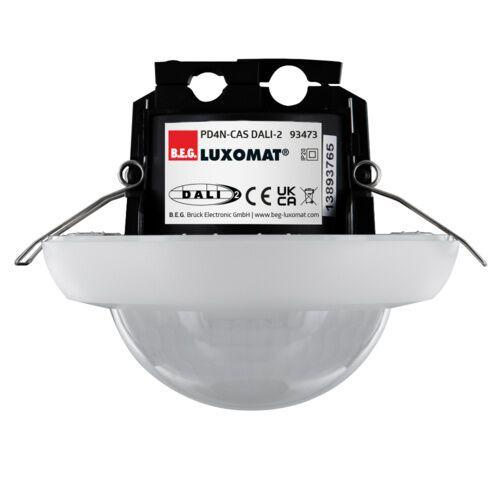 PD4N-CAS DALI-2 93473
B.E.G. LUXOMAT®
DALI 2
CE UK CA
B.E.G. Brück Electronic GmbH | www.beg-luxomat.com
13893765